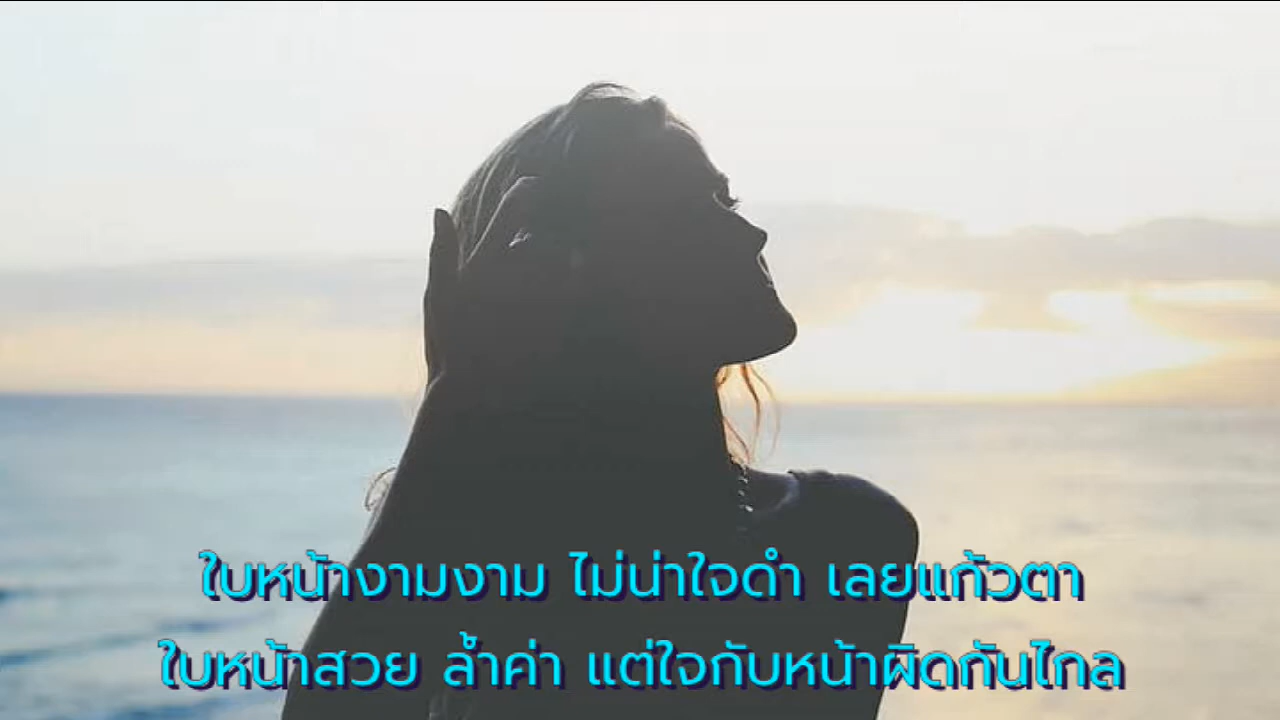 ใบหน้างามงาม ไม่น่าใจดำ เลยแก้วตา
ใบหน้าสวย ล้ำค่า แต่ใจกับหน้าผิดกันไกล